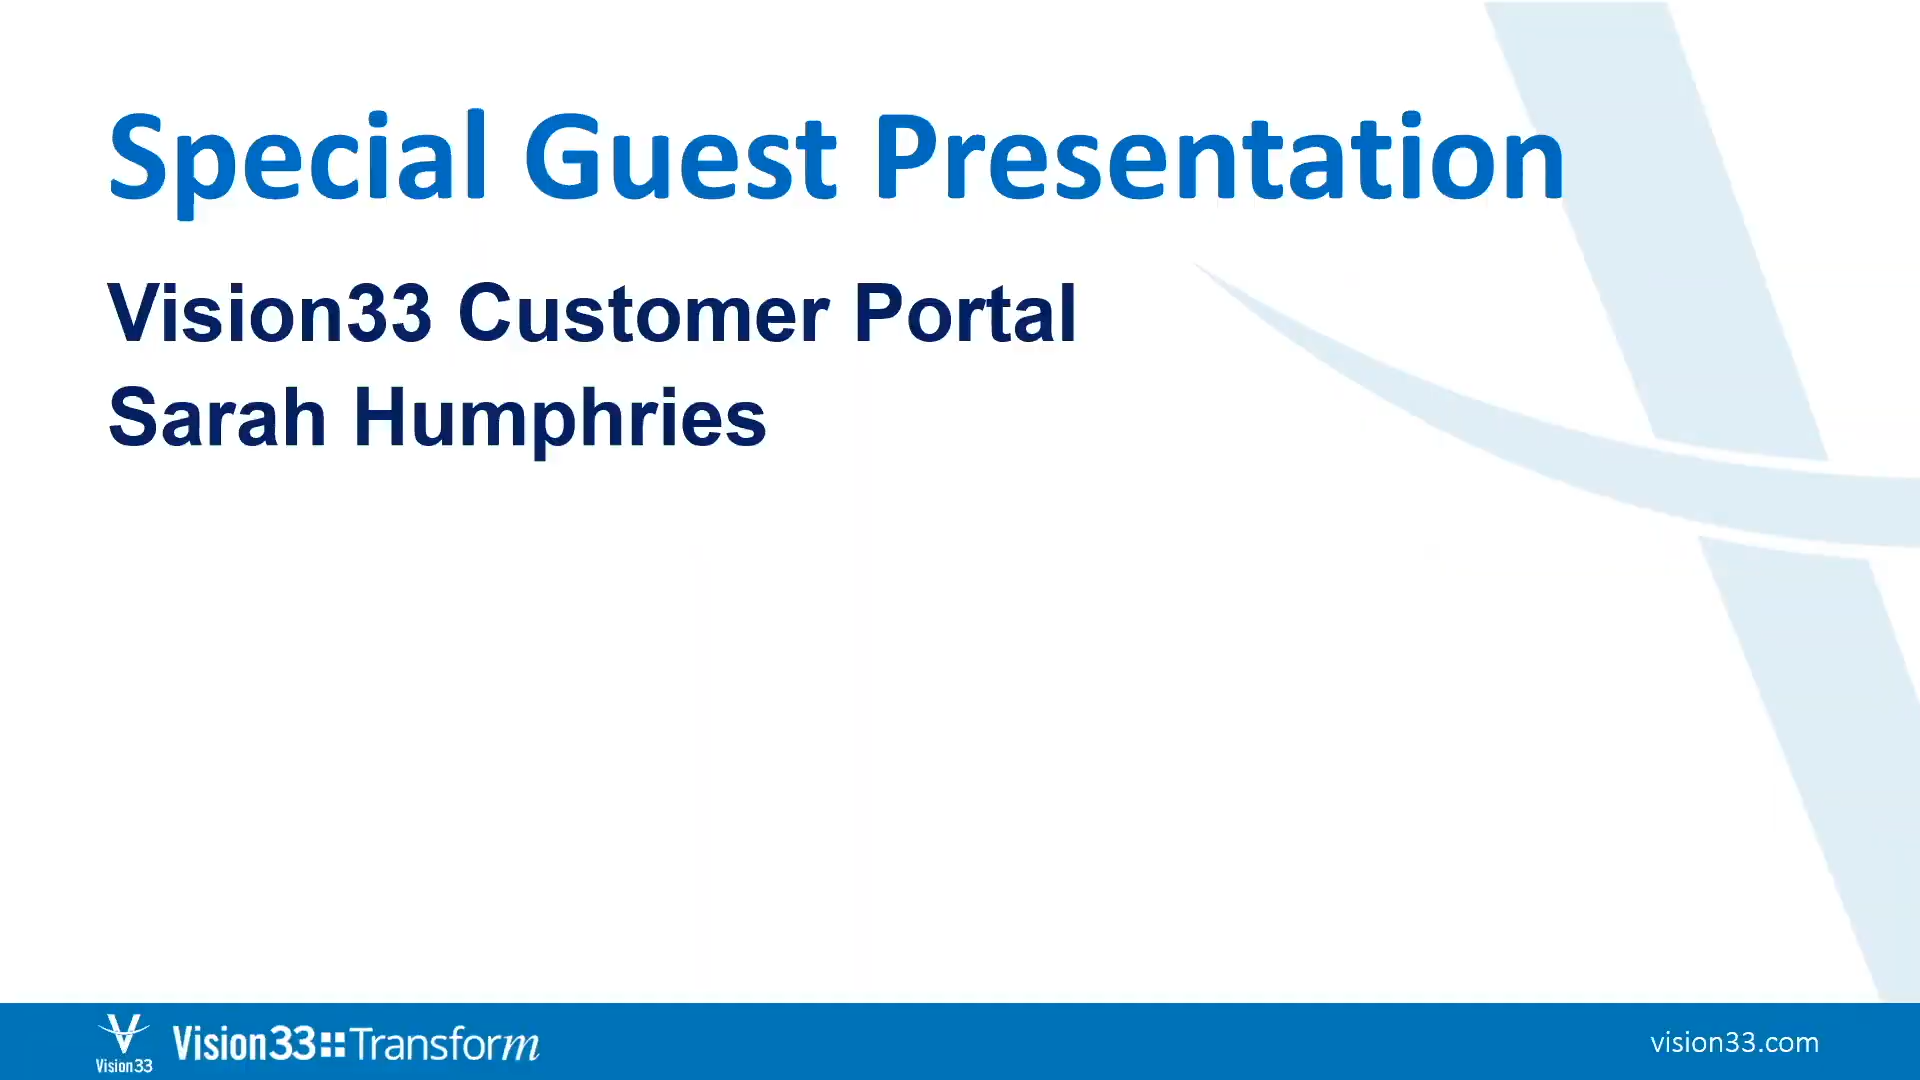 Special Guest Presentation
Vision33 Customer Portal
Sarah Humphries
Vision33
Vision33::Transform
vision33.com